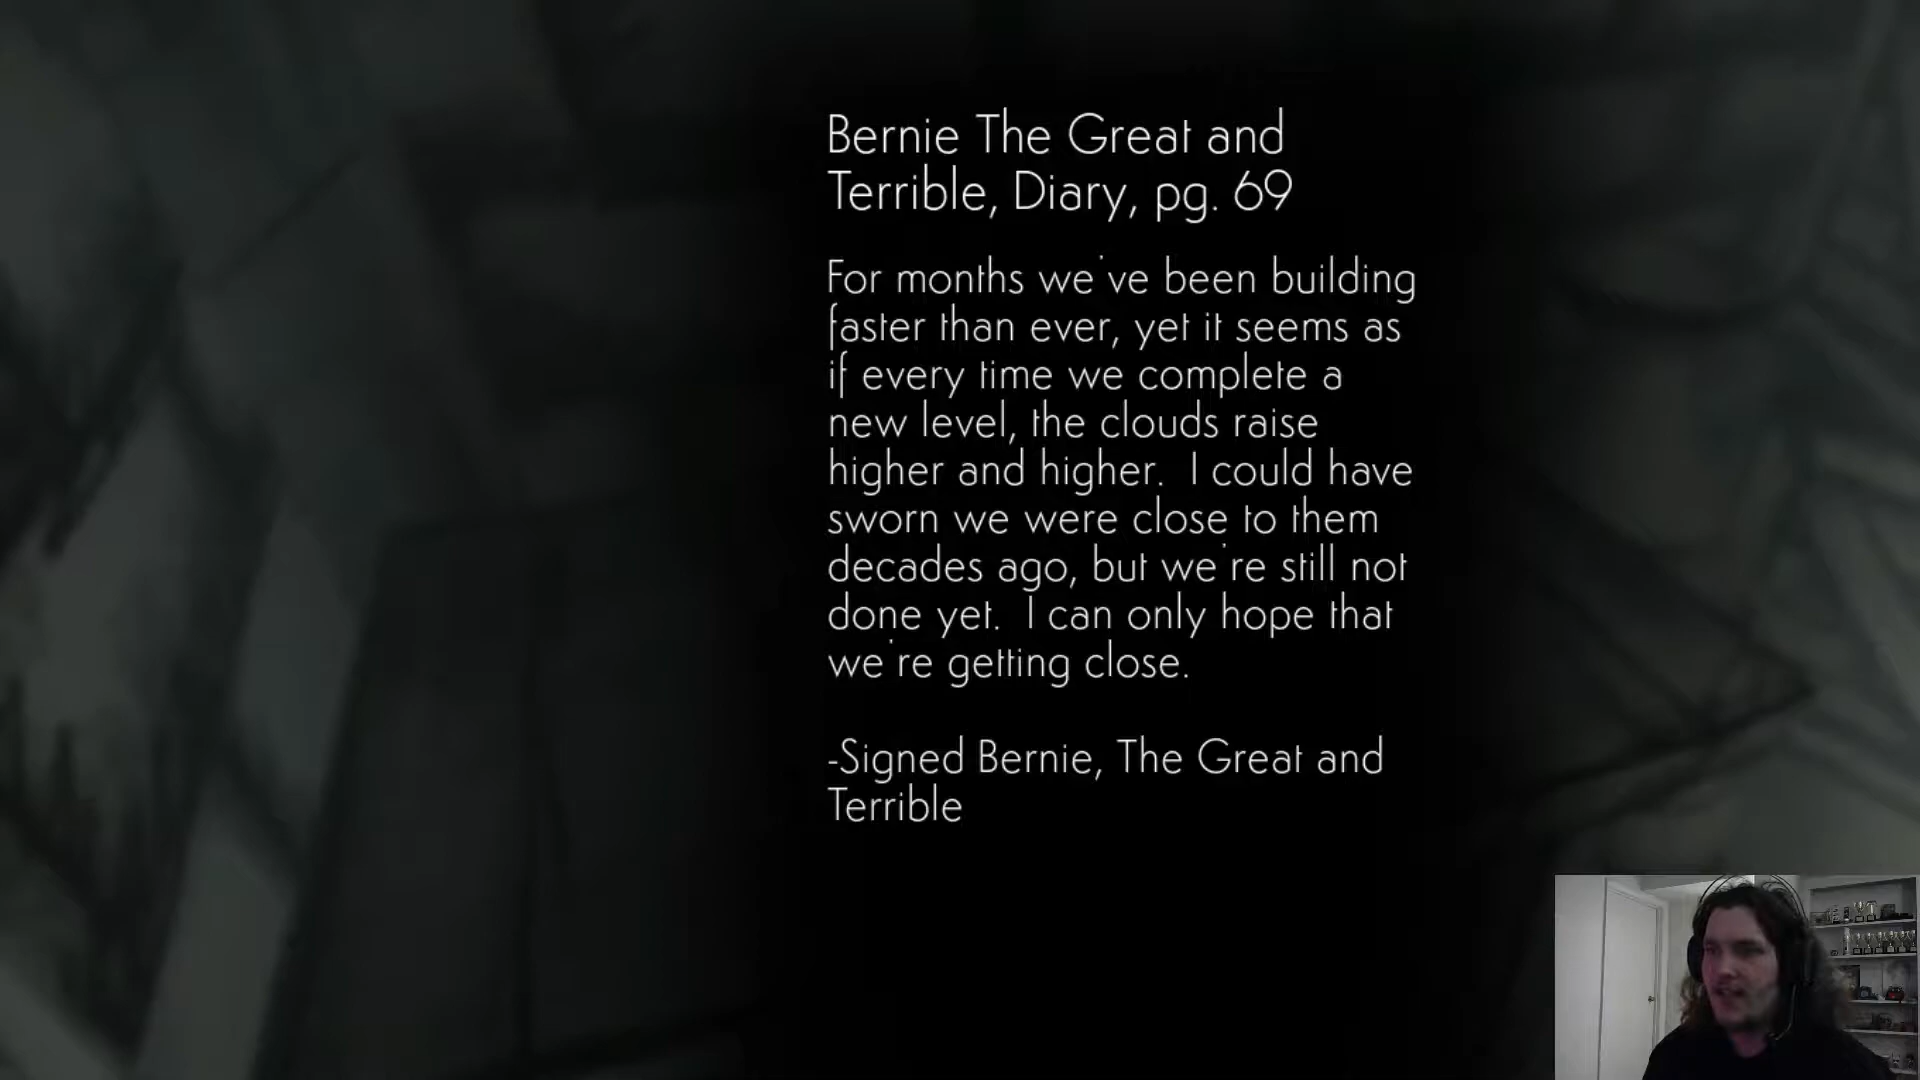 Bernie The Great and
Terrible, Diary, pg. 69
For months we've been building
faster than ever, yet it seems as
if every time we complete a
new level, the clouds raise
higher and higher.  I could have
sworn we were close to them
decades ago, but we're still not
done yet.  I can only hope that
we're getting close.
-Signed Bernie, The Great and
Terrible